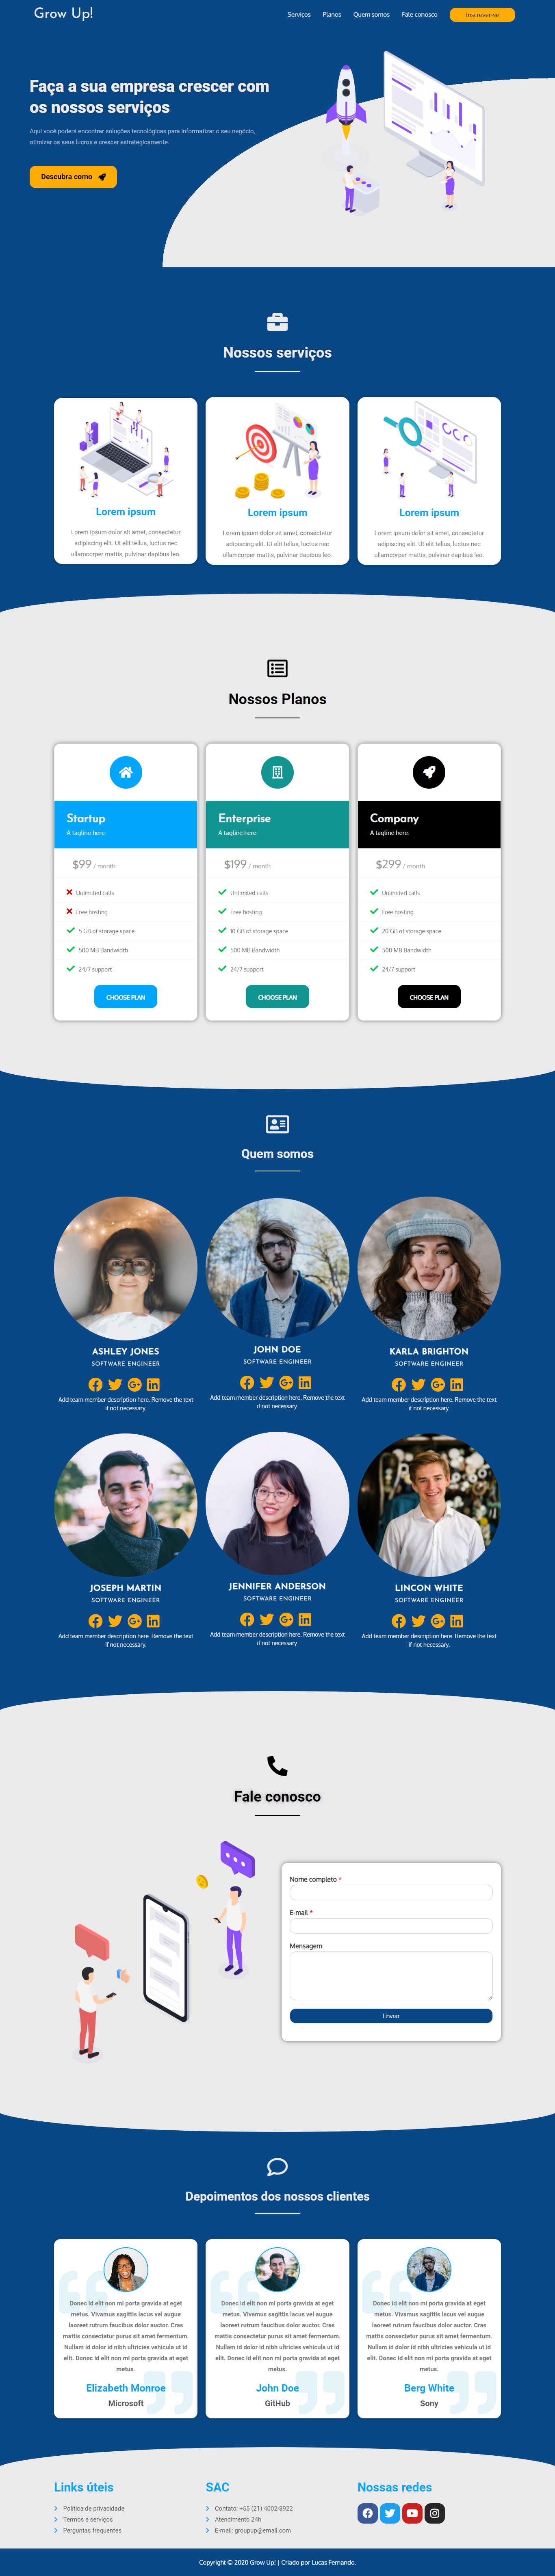 Grow Up!
Serviços
Planos
Quem somos
Fale conosco
Inscrever-se
Faça a sua empresa crescer com
os nossos serviços
Aqui você poderá encontrar soluções tecnológicas para informatizar o seu negócio,
otimizar os seus lucros e crescer estrategicamente.
Descubra como
Nossos serviços
Lorem ipsum
Lorem ipsum dolor sit amet, consectetur
adipiscing elit. Ut elit tellus, luctus nec
ullamcorper mattis, pulvinar dapibus leo.
Lorem ipsum
Lorem ipsum dolor sit amet, consectetur
adipiscing elit. Ut elit tellus, luctus nec
ullamcorper mattis, pulvinar dapibus leo.
Lorem ipsum
Lorem ipsum dolor sit amet, consectetur
adipiscing elit. Ut elit tellus, luctus nec
ullamcorper mattis, pulvinar dapibus leo.
Nossos Planos
Startup
A tagline here.
$99 / month
Unlimited calls
Free hosting
5 GB of storage space
500 MB Bandwidth
24/7 support
CHOOSE PLAN
Enterprise
A tagline here.
$199 / month
Unlimited calls
Free hosting
10 GB of storage space
500 MB Bandwidth
24/7 support
CHOOSE PLAN
Company
A tagline here.
$299 / month
Unlimited calls
Free hosting
20 GB of storage space
500 MB Bandwidth
24/7 support
CHOOSE PLAN
Quem somos
ASHLEY JONES
SOFTWARE ENGINEER
Add team member description here. Remove the text
if not necessary.
JOHN DOE
SOFTWARE ENGINEER
Add team member description here. Remove the text
if not necessary.
KARLA BRIGHTON
SOFTWARE ENGINEER
Add team member description here. Remove the text
if not necessary.
JOSEPH MARTIN
SOFTWARE ENGINEER
Add team member description here. Remove the text
if not necessary.
JENNIFER ANDERSON
SOFTWARE ENGINEER
Add team member description here. Remove the text
if not necessary.
LINCON WHITE
SOFTWARE ENGINEER
Add team member description here. Remove the text
if not necessary.
Fale conosco
Nome completo *
E-mail *
Mensagem
Enviar
Depoimentos dos nossos clientes
Donec id elit non mi porta gravida at eget
metus. Vivamus sagittis lacus vel augue
laoreet rutrum faucibus dolor auctor. Cras
mattis consectetur purus sit amet fermentum.
Nullam id dolor id nibh ultricies vehicula ut id
elit. Donec id elit non mi porta gravida at eget
metus.
Elizabeth Monroe
Microsoft
Donec id elit non mi porta gravida at eget
metus. Vivamus sagittis lacus vel augue
laoreet rutrum faucibus dolor auctor. Cras
mattis consectetur purus sit amet fermentum.
Nullam id dolor id nibh ultricies vehicula ut id
elit. Donec id elit non mi porta gravida at eget
metus.
John Doe
GitHub
Donec id elit non mi porta gravida at eget
metus. Vivamus sagittis lacus vel augue
laoreet rutrum faucibus dolor auctor. Cras
mattis consectetur purus sit amet fermentum.
Nullam id dolor id nibh ultricies vehicula ut id
elit. Donec id elit non mi porta gravida at eget
metus.
Berg White
Sony
Links úteis
Política de privacidade
Termos e serviços
Perguntas frequentes
SAC
Contato: +55 (21) 4002-8922
Atendimento 24h
E-mail: groupup@email.com
Nossas redes
Copyright © 2020 Grow Up! | Criado por Lucas Fernando.